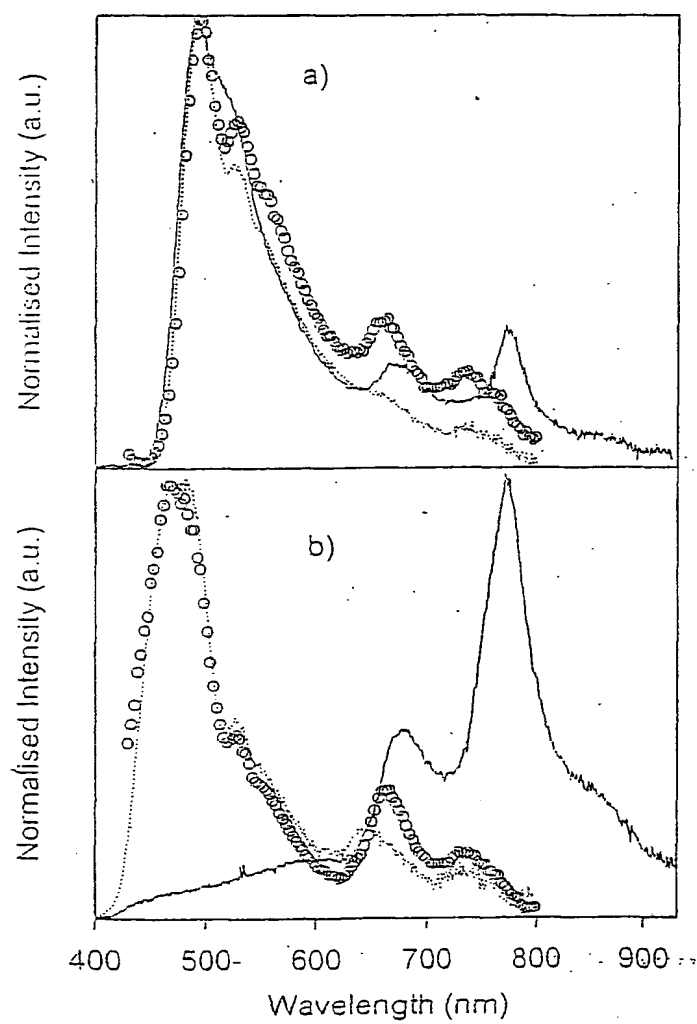 Normalised Intensity (a.u.)
a)
Normalised Intensity (a.u.)
b)
400 500 600 700 800 900
Wavelength (nm)